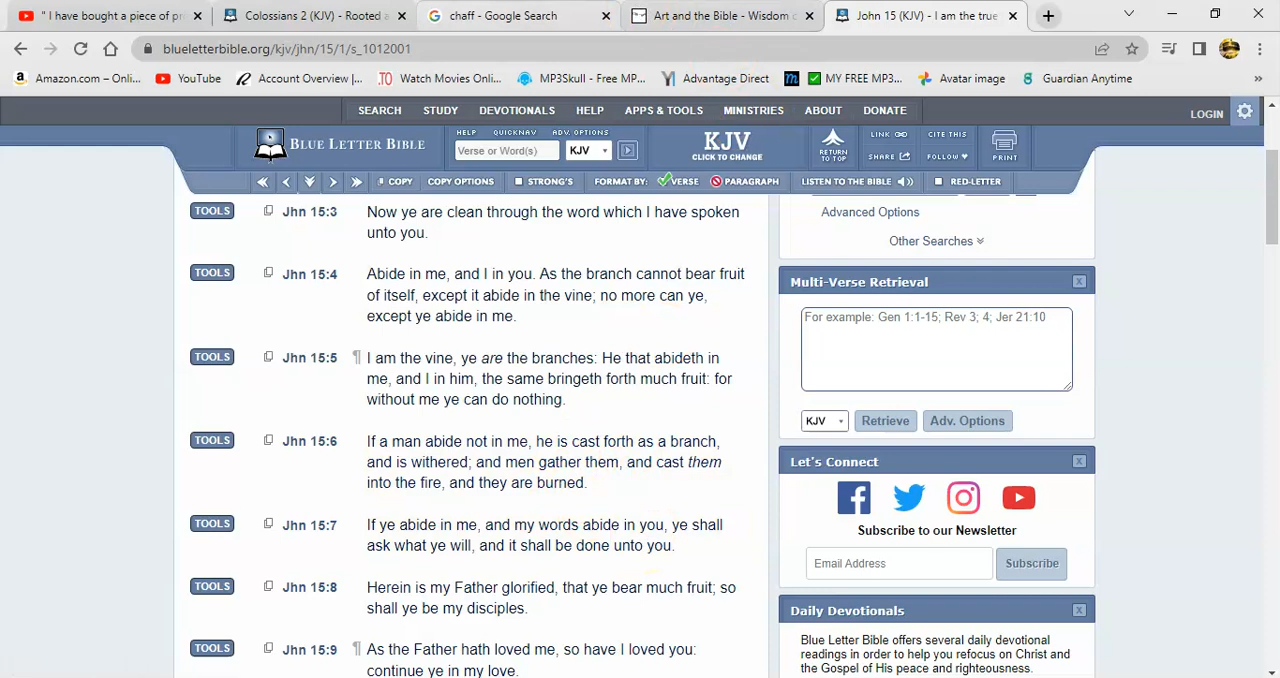 " I have bought a piece of pr
Colossians 2 (KJV) - Rooted a
chaff - Google Search
Art and the Bible - Wisdom o
John 15 (KJV) - I am the true
blueletterbible.org/kjv/jhn/15/1/s_1012001
Amazon.com – Onli...
YouTube
Account Overview |...
Watch Movies Onli...
MP3Skull - Free MP...
Advantage Direct
MY FREE MP3...
Avatar image
Guardian Anytime
»
SEARCH STUDY DEVOTIONALS HELP APPS & TOOLS MINISTRIES ABOUT DONATE
LOGIN
BLUE LETTER BIBLE
HELP QUICKNAV ADV. OPTIONS
Verse or Word(s)
KJV
KJV
CLICK TO CHANGE
RETURN
TO TOP
LINK
CITE THIS
SHARE
FOLLOW
PRINT
COPY COPY OPTIONS STRONG'S FORMAT BY: VERSE PARAGRAPH LISTEN TO THE BIBLE RED-LETTER
TOOLS
Jhn 15:3
Now ye are clean through the word which I have spoken
unto you.
TOOLS
Jhn 15:4
Abide in me, and I in you. As the branch cannot bear fruit
of itself, except it abide in the vine; no more can ye,
except ye abide in me.
TOOLS
Jhn 15:5
¶ I am the vine, ye are the branches: He that abideth in
me, and I in him, the same bringeth forth much fruit: for
without me ye can do nothing.
TOOLS
Jhn 15:6
If a man abide not in me, he is cast forth as a branch,
and is withered; and men gather them, and cast them
into the fire, and they are burned.
TOOLS
Jhn 15:7
If ye abide in me, and my words abide in you, ye shall
ask what ye will, and it shall be done unto you.
TOOLS
Jhn 15:8
Herein is my Father glorified, that ye bear much fruit; so
shall ye be my disciples.
TOOLS
Jhn 15:9
¶ As the Father hath loved me, so have I loved you:
continue ye in my love.
Advanced Options
Other Searches
Multi-Verse Retrieval
For example: Gen 1:1-15; Rev 3; 4; Jer 21:10
KJV
Retrieve
Adv. Options
Let's Connect
Subscribe to our Newsletter
Email Address
Subscribe
Daily Devotionals
Blue Letter Bible offers several daily devotional
readings in order to help you refocus on Christ and
the Gospel of His peace and righteousness.